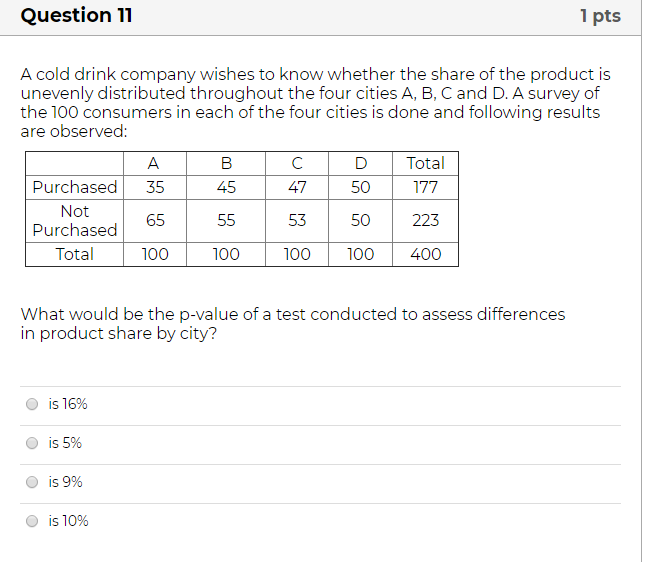 Question 11 1 pts
A cold drink company wishes to know whether the share of the product is
unevenly distributed throughout the four cities A, B, C and D. A survey of
the 100 consumers in each of the four cities is done and following results
are observed:
A B C D Total
Purchased 35 45 47 50 177
Not
Purchased 65 55 53 50 223
Total 100 100 100 100 400
What would be the p-value of a test conducted to assess differences
in product share by city?
is 16%
is 5%
is 9%
is 10%